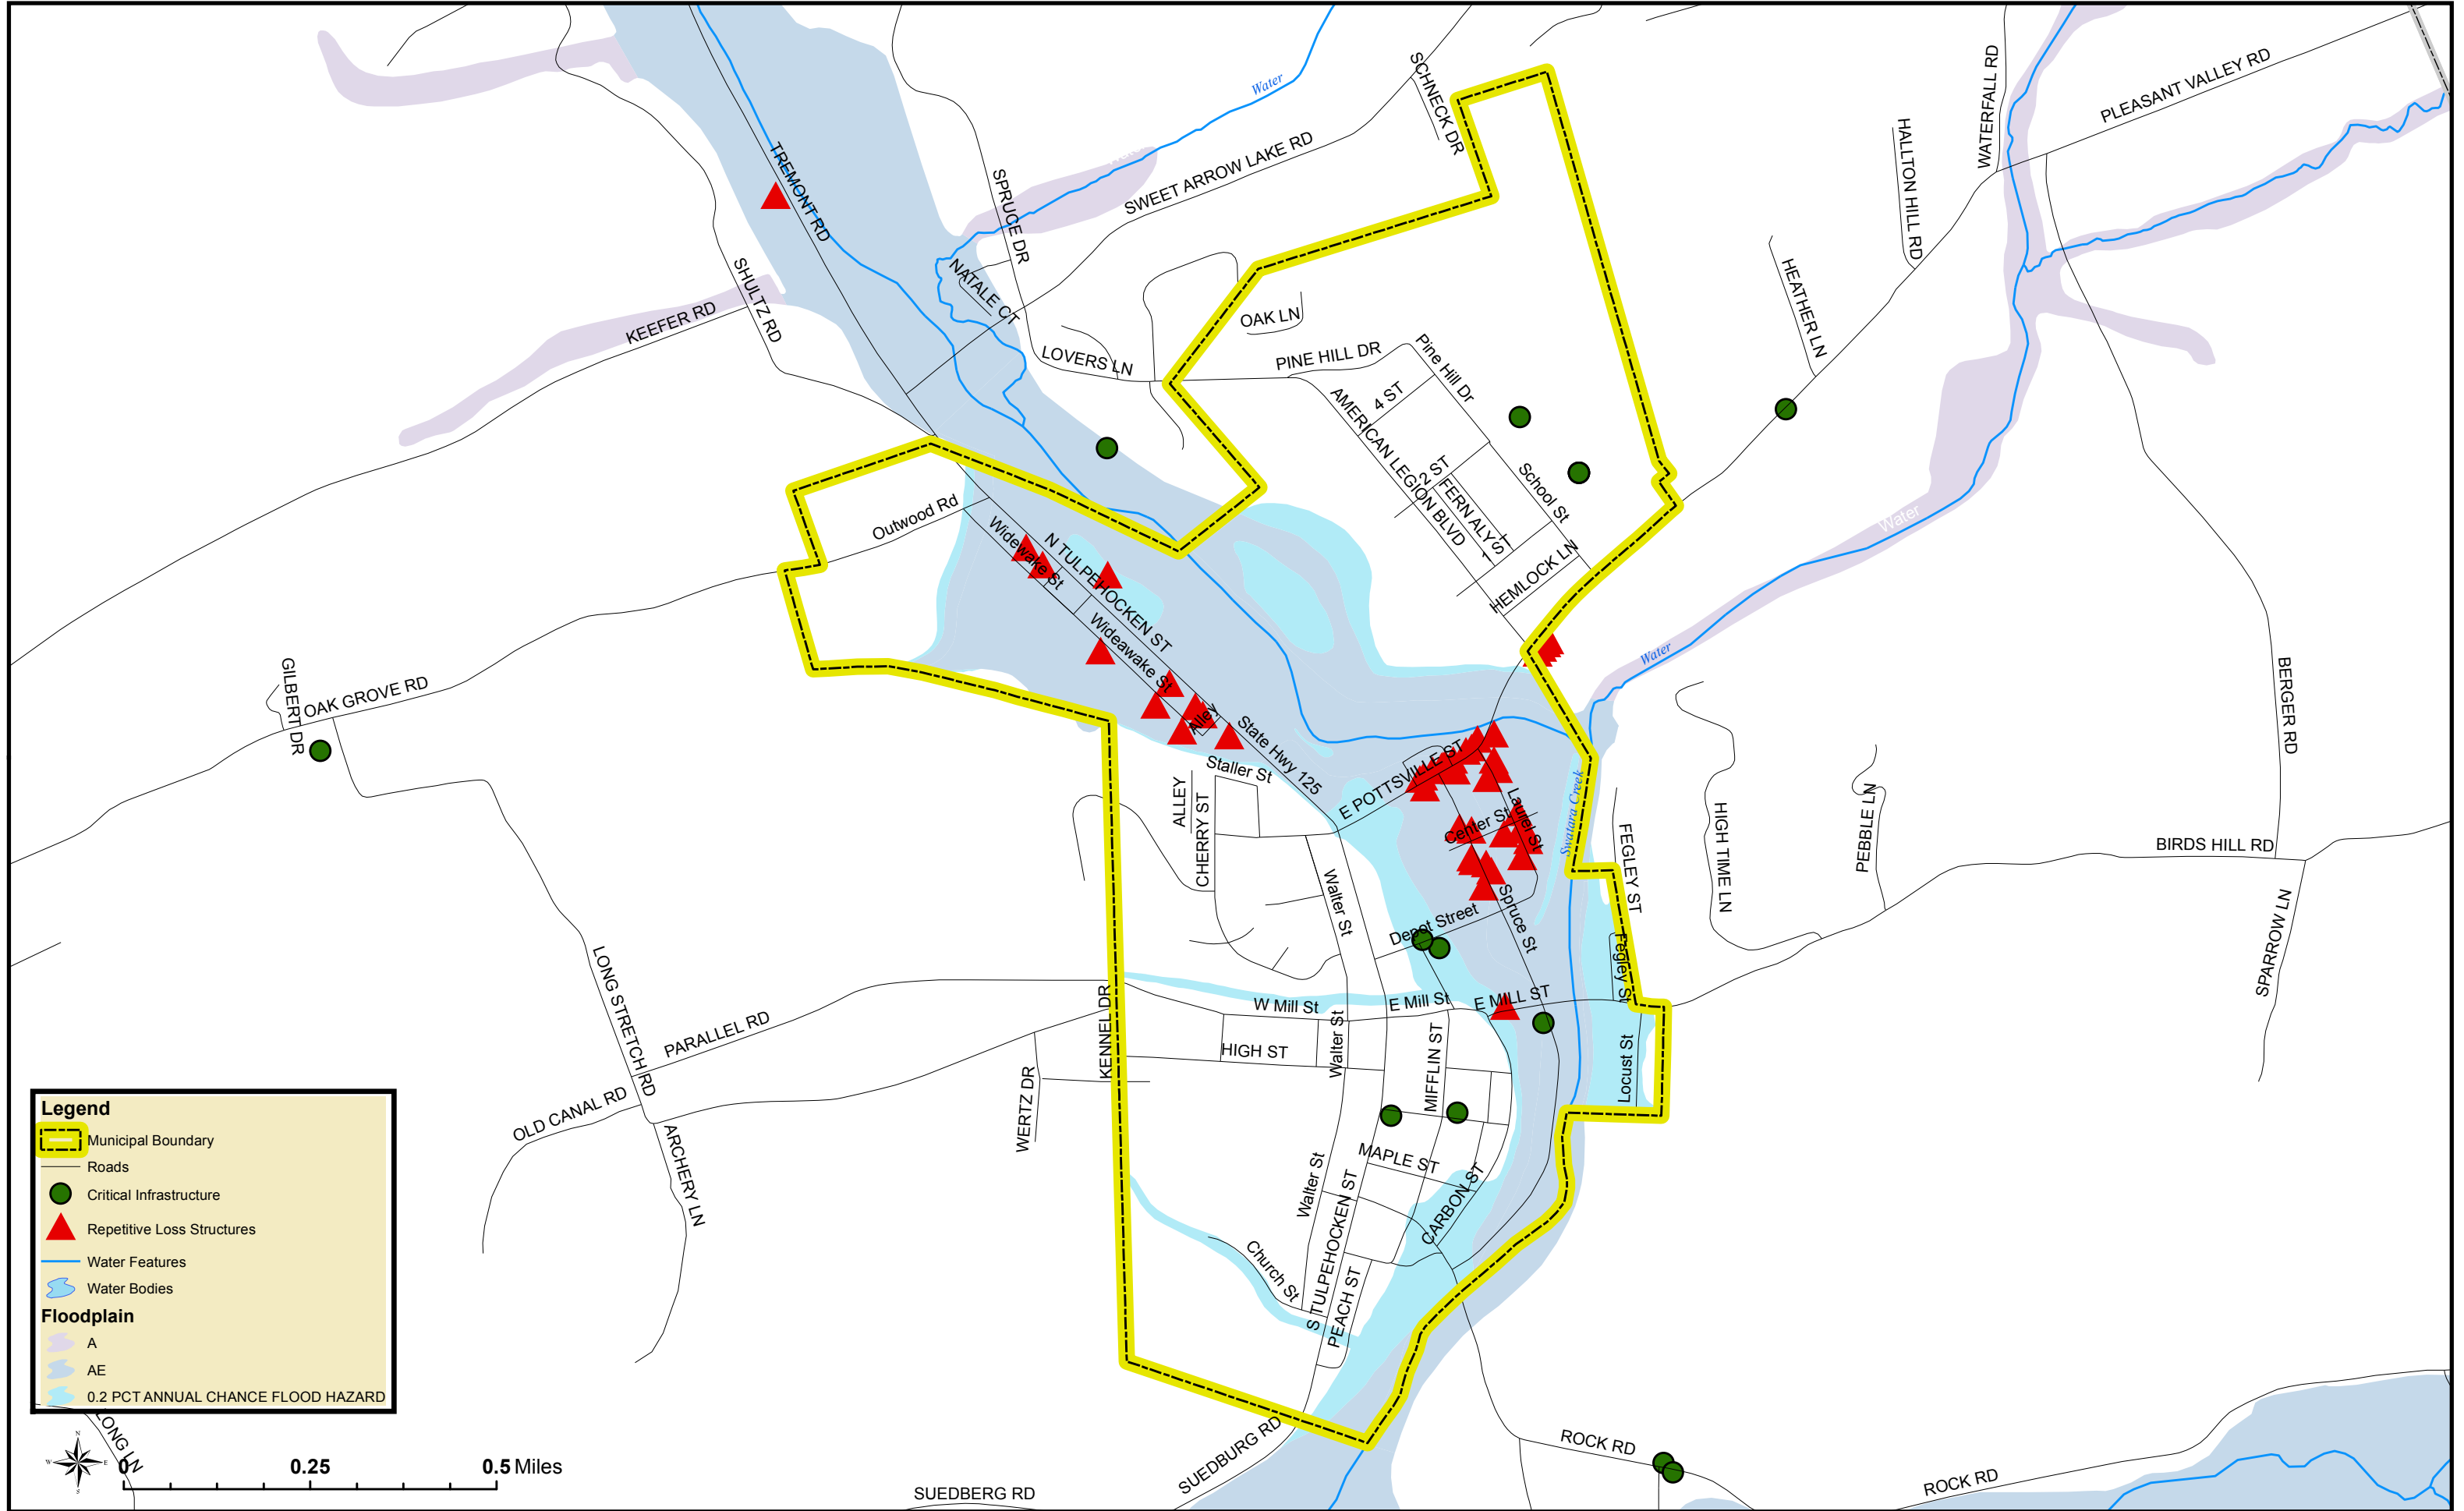 SCHNECK DR
WATERFALL RD
PLEASANT VALLEY RD
Water
TREMONT RD
SPRUCE DR
SWEET ARROW LAKE RD
HALLTON HILL RD
SHULTZ RD
NATALE CT
HEATHER LN
KEEFER RD
OAK LN
LOVERS LN
PINE HILL DR
Pine Hill Dr
4 ST
AMERICAN LEGION BLVD
2 ST
FERN ALY
1 ST
School St
Outwood Rd
Widewake St
N TULPEHOCKEN ST
HEMLOCK LN
Water
Water
Wideawake St
GILBERT DR
OAK GROVE RD
BERGER RD
Alley
State Hwy 125
E POTTSVILLE ST
Staller St
ALLEY
CHERRY ST
Center St
Laurel St
Swatara Creek
FEGLEY ST
HIGH TIME LN
PEBBLE LN
BIRDS HILL RD
Walter St
Depot Street
Spruce St
Fegley St
SPARROW LN
LONG STRETCH RD
PARALLEL RD
KENNEL DR
W Mill St
E Mill St
E MILL ST
HIGH ST
Walter St
MIFFLIN ST
Locust St
OLD CANAL RD
WERTZ DR
ARCHERY LN
MAPLE ST
Walter St
S TULPEHOCKEN ST
CARBON ST
Church St
PEACH ST
Legend
Municipal Boundary
Roads
Critical Infrastructure
Repetitive Loss Structures
Water Features
Water Bodies
Floodplain
A
AE
0.2 PCT ANNUAL CHANCE FLOOD HAZARD
LONG LN
N
W
E
S
0 0.25 0.5 Miles
SUEDBURG RD
SUEDBERG RD
ROCK RD
ROCK RD